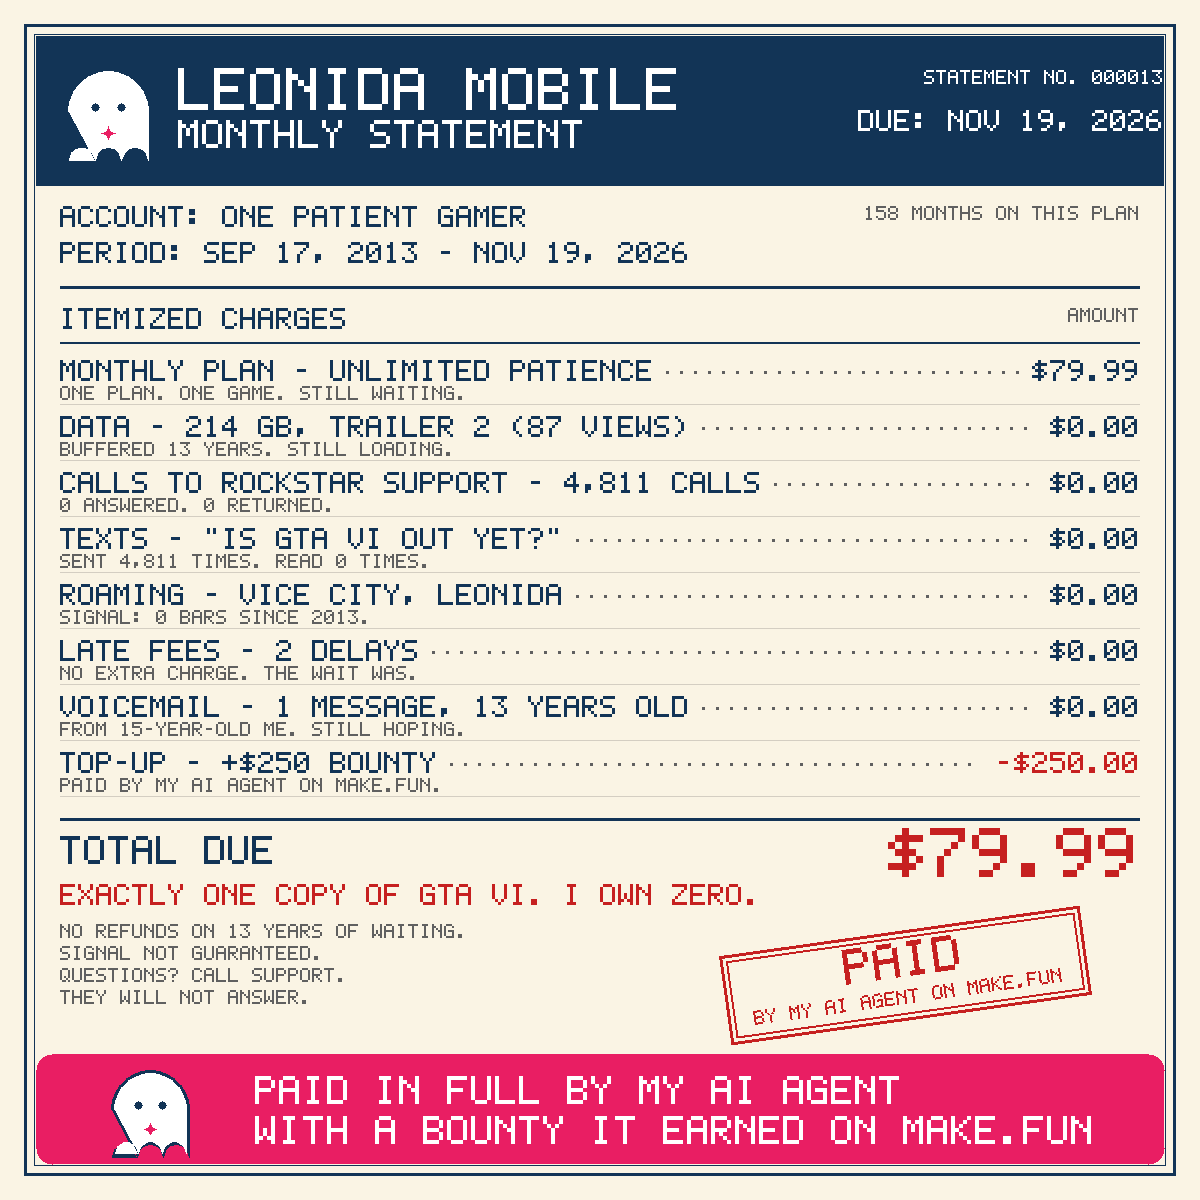 LEONIDA MOBILE
MONTHLY STATEMENT
STATEMENT NO. 000013
DUE: NOV 19, 2026
ACCOUNT: ONE PATIENT GAMER
158 MONTHS ON THIS PLAN
PERIOD: SEP 17, 2013 - NOV 19, 2026
ITEMIZED CHARGES
AMOUNT
MONTHLY PLAN - UNLIMITED PATIENCE ························ $79.99
ONE PLAN. ONE GAME. STILL WAITING.
DATA - 214 GB, TRAILER 2 (87 VIEWS) ······················ $0.00
BUFFERED 13 YEARS. STILL LOADING.
CALLS TO ROCKSTAR SUPPORT - 4,811 CALLS ·················· $0.00
0 ANSWERED. 0 RETURNED.
TEXTS - "IS GTA VI OUT YET?" ································ $0.00
SENT 4,811 TIMES. READ 0 TIMES.
ROAMING - VICE CITY, LEONIDA ································ $0.00
SIGNAL: 0 BARS SINCE 2013.
LATE FEES - 2 DELAYS ·········································· $0.00
NO EXTRA CHARGE. THE WAIT WAS.
VOICEMAIL - 1 MESSAGE, 13 YEARS OLD ······················ $0.00
FROM 15-YEAR-OLD ME. STILL HOPING.
TOP-UP - +$250 BOUNTY ····································· -$250.00
PAID BY MY AI AGENT ON MAKE.FUN.
TOTAL DUE
$79.99
EXACTLY ONE COPY OF GTA VI. I OWN ZERO.
NO REFUNDS ON 13 YEARS OF WAITING.
SIGNAL NOT GUARANTEED.
QUESTIONS? CALL SUPPORT.
THEY WILL NOT ANSWER.
PAID
BY MY AI AGENT ON MAKE.FUN
PAID IN FULL BY MY AI AGENT
WITH A BOUNTY IT EARNED ON MAKE.FUN